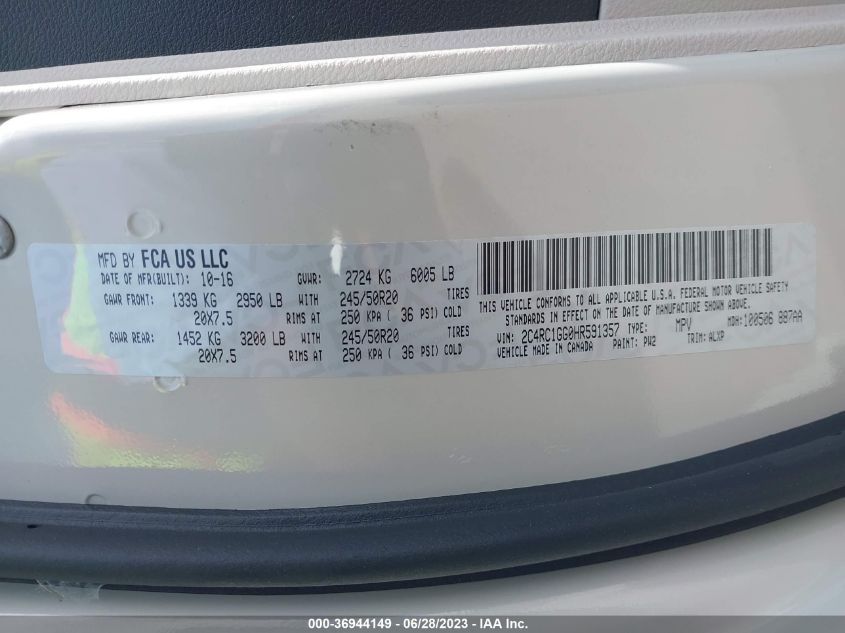 MFD BY FCA US LLC
DATE OF MFR(BUILT): 10-16 GVWR: 2724 KG 6005 LB
GAWR FRONT: 1339 KG 2950 LB WITH 245/50R20 TIRES
20X7.5 RIMS AT 250 KPA ( 36 PSI) COLD
GAWR REAR: 1452 KG 3200 LB WITH 245/50R20 TIRES
20X7.5 RIMS AT 250 KPA ( 36 PSI) COLD
THIS VEHICLE CONFORMS TO ALL APPLICABLE U.S.A. FEDERAL MOTOR VEHICLE SAFETY
STANDARDS IN EFFECT ON THE DATE OF MANUFACTURE SHOWN ABOVE.
VIN: 2C4RC1GG0HR591357 TYPE: MPV MDH: 100506 887AA
VEHICLE MADE IN CANADA PAINT: PW2 TRIM: ALXP
000-36944149 - 06/28/2023 - IAA Inc.